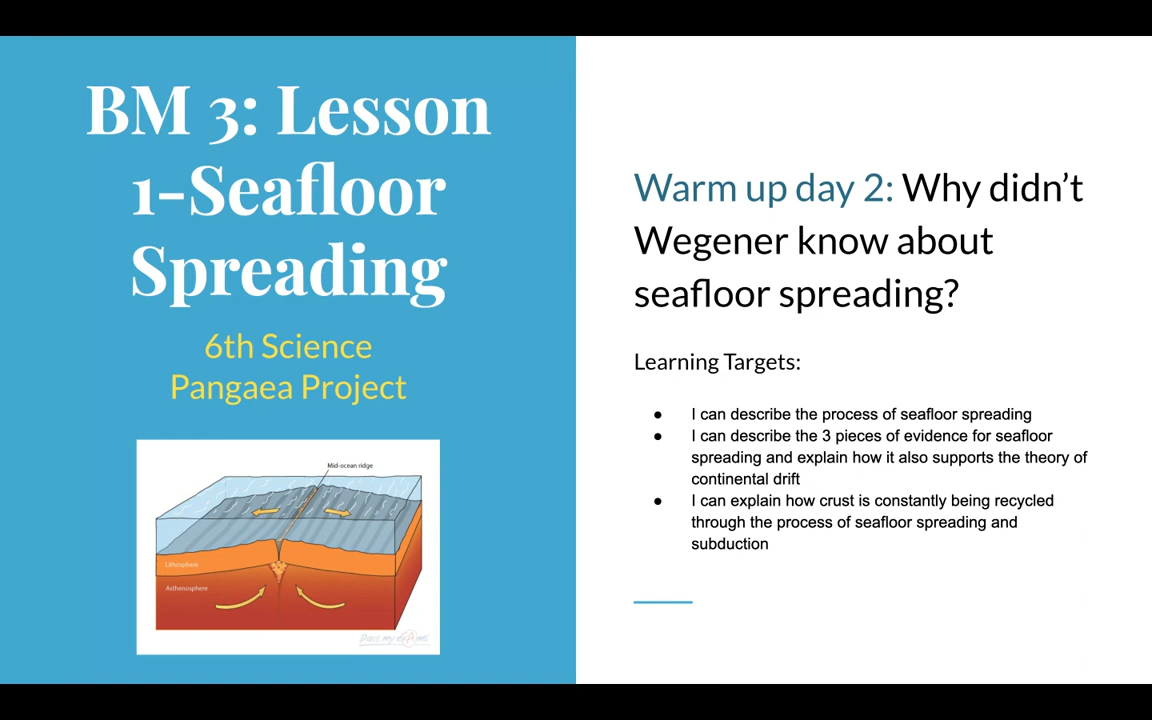 BM 3: Lesson
1-Seafloor
Spreading
6th Science
Pangaea Project
Mid-ocean ridge
Lithosphere
Asthenosphere
Pass my exams
Warm up day 2: Why didn’t
Wegener know about
seafloor spreading?
Learning Targets:
● I can describe the process of seafloor spreading
● I can describe the 3 pieces of evidence for seafloor
spreading and explain how it also supports the theory of
continental drift
● I can explain how crust is constantly being recycled
through the process of seafloor spreading and
subduction